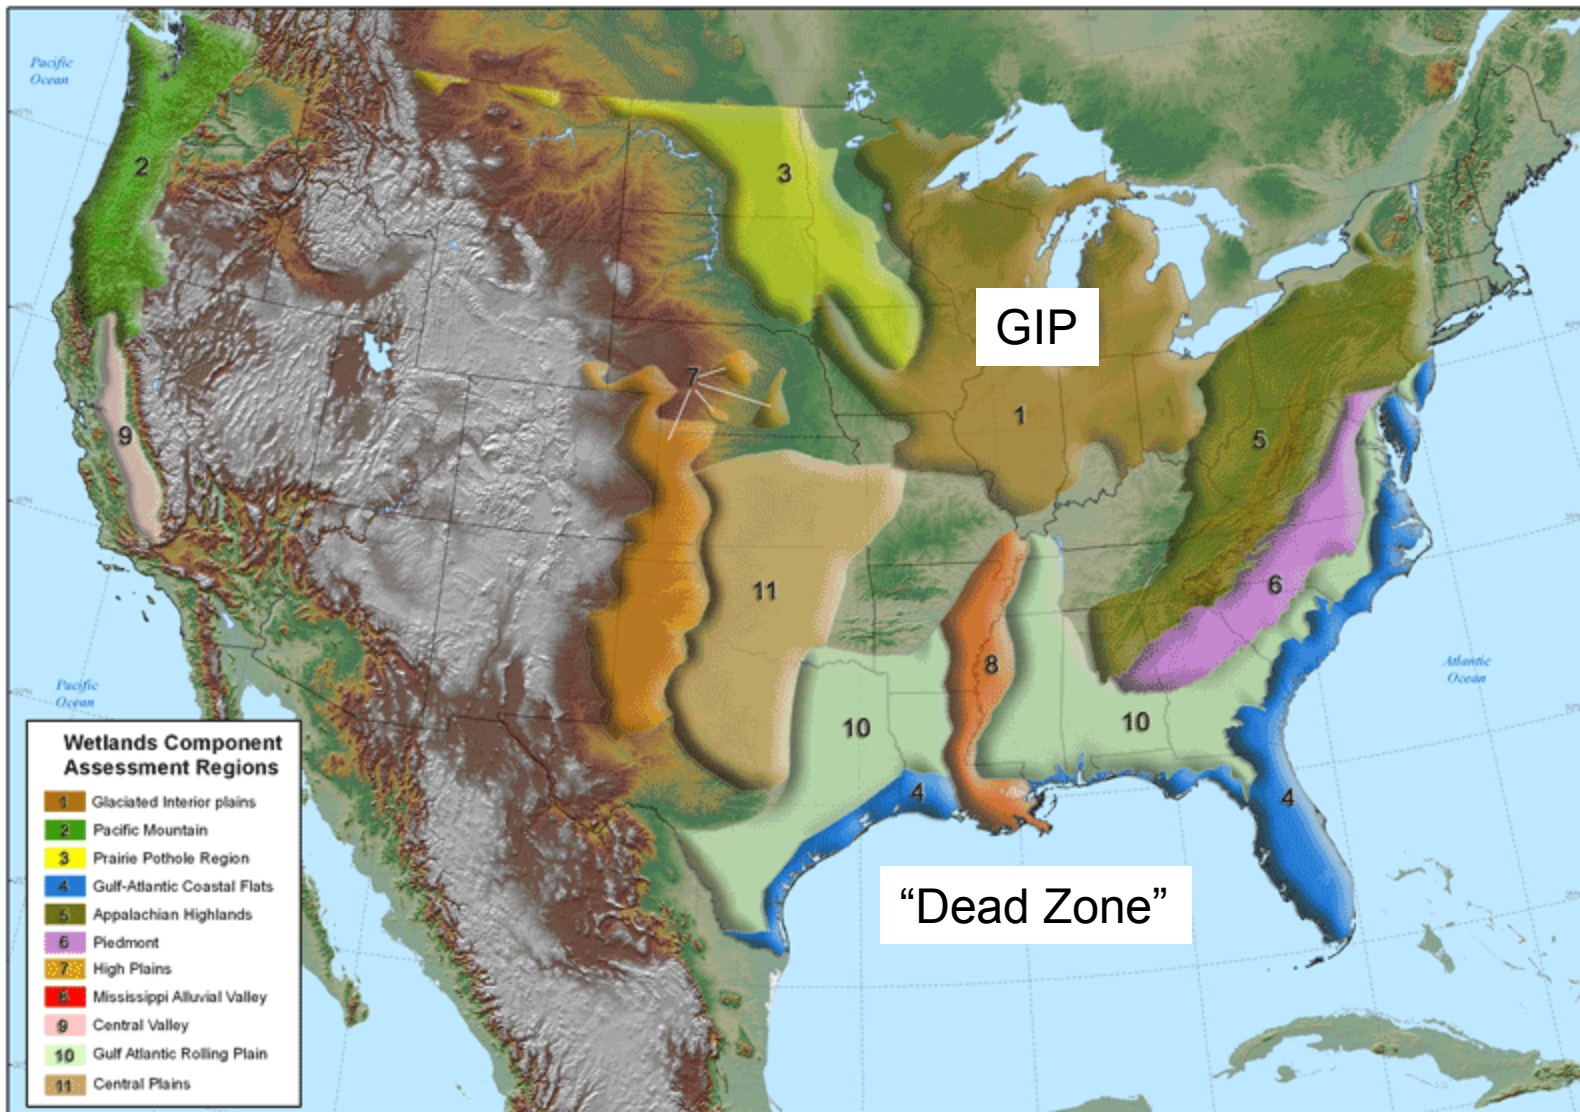 Pacific
Ocean
2
3
GIP
7
1
9
5
11
6
8
Atlantic
Ocean
Pacific
Ocean
10
10
4
4
“Dead Zone”
Wetlands Component
Assessment Regions
1 Glaciated Interior plains
2 Pacific Mountain
3 Prairie Pothole Region
4 Gulf-Atlantic Coastal Flats
5 Appalachian Highlands
6 Piedmont
7 High Plains
8 Mississippi Alluvial Valley
9 Central Valley
10 Gulf Atlantic Rolling Plain
11 Central Plains